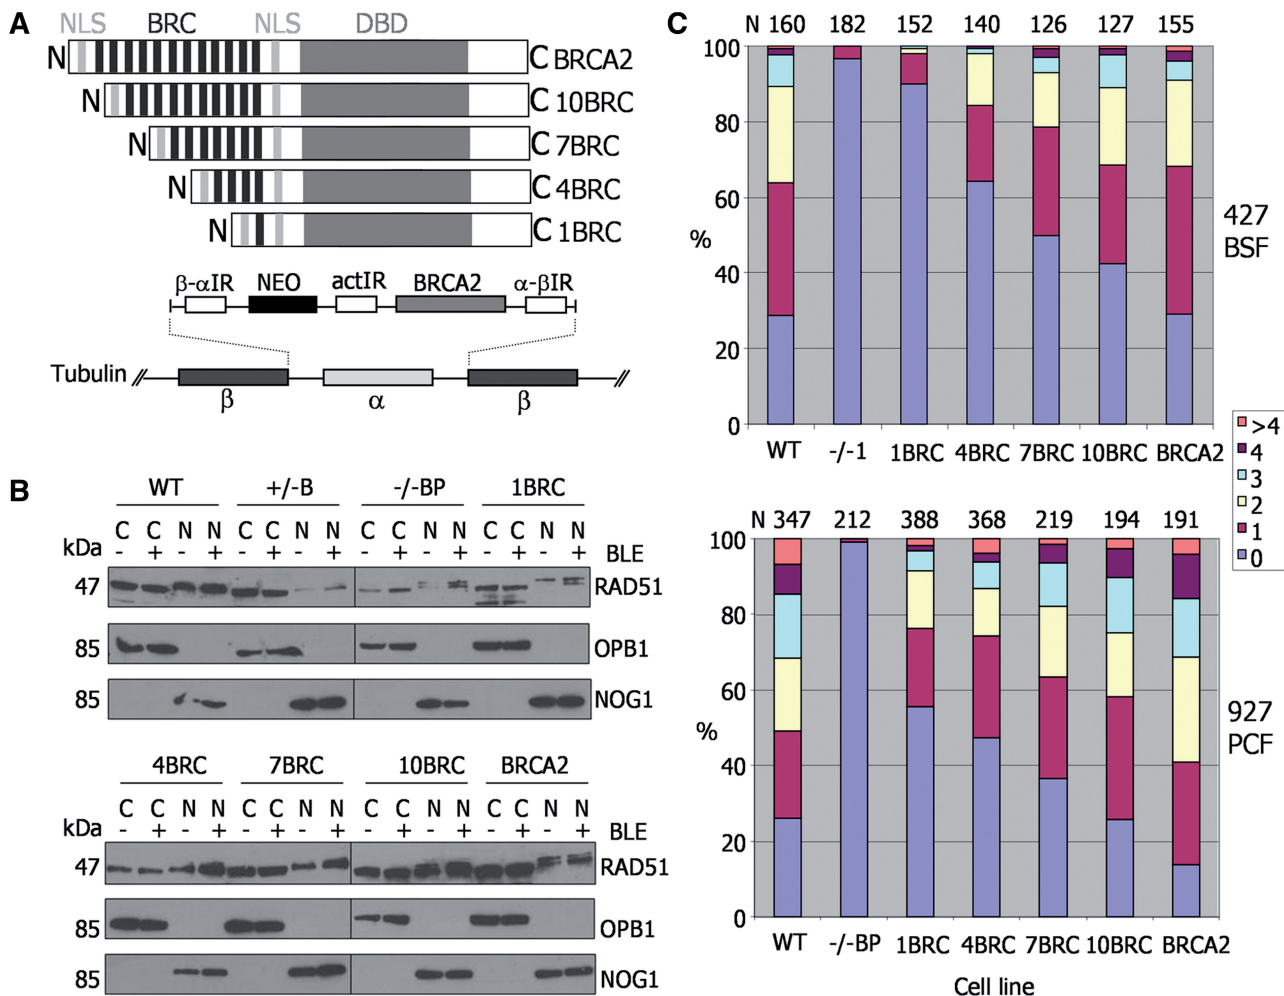 A
NLS BRC NLS DBD
N C BRCA2
N C 10BRC
N C 7BRC
N C 4BRC
N C 1BRC
β-αIR NEO actIR BRCA2 α-βIR
Tubulin
β α β
B
WT +/-B -/-BP 1BRC
C C N N C C N N C C N N C C N N
kDa - + - + - + - + - + - + - + - + BLE
47 RAD51
85 OPB1
85 NOG1
4BRC 7BRC 10BRC BRCA2
C C N N C C N N C C N N C C N N
kDa - + - + - + - + - + - + - + - + BLE
47 RAD51
85 OPB1
85 NOG1
C
N 160 182 152 140 126 127 155
100
80
60
%
40
20
0
WT -/-1 1BRC 4BRC 7BRC 10BRC BRCA2
427
BSF
>4
4
3
2
1
0
N 347 212 388 368 219 194 191
100
80
60
%
40
20
0
WT -/-BP 1BRC 4BRC 7BRC 10BRC BRCA2
Cell line
927
PCF